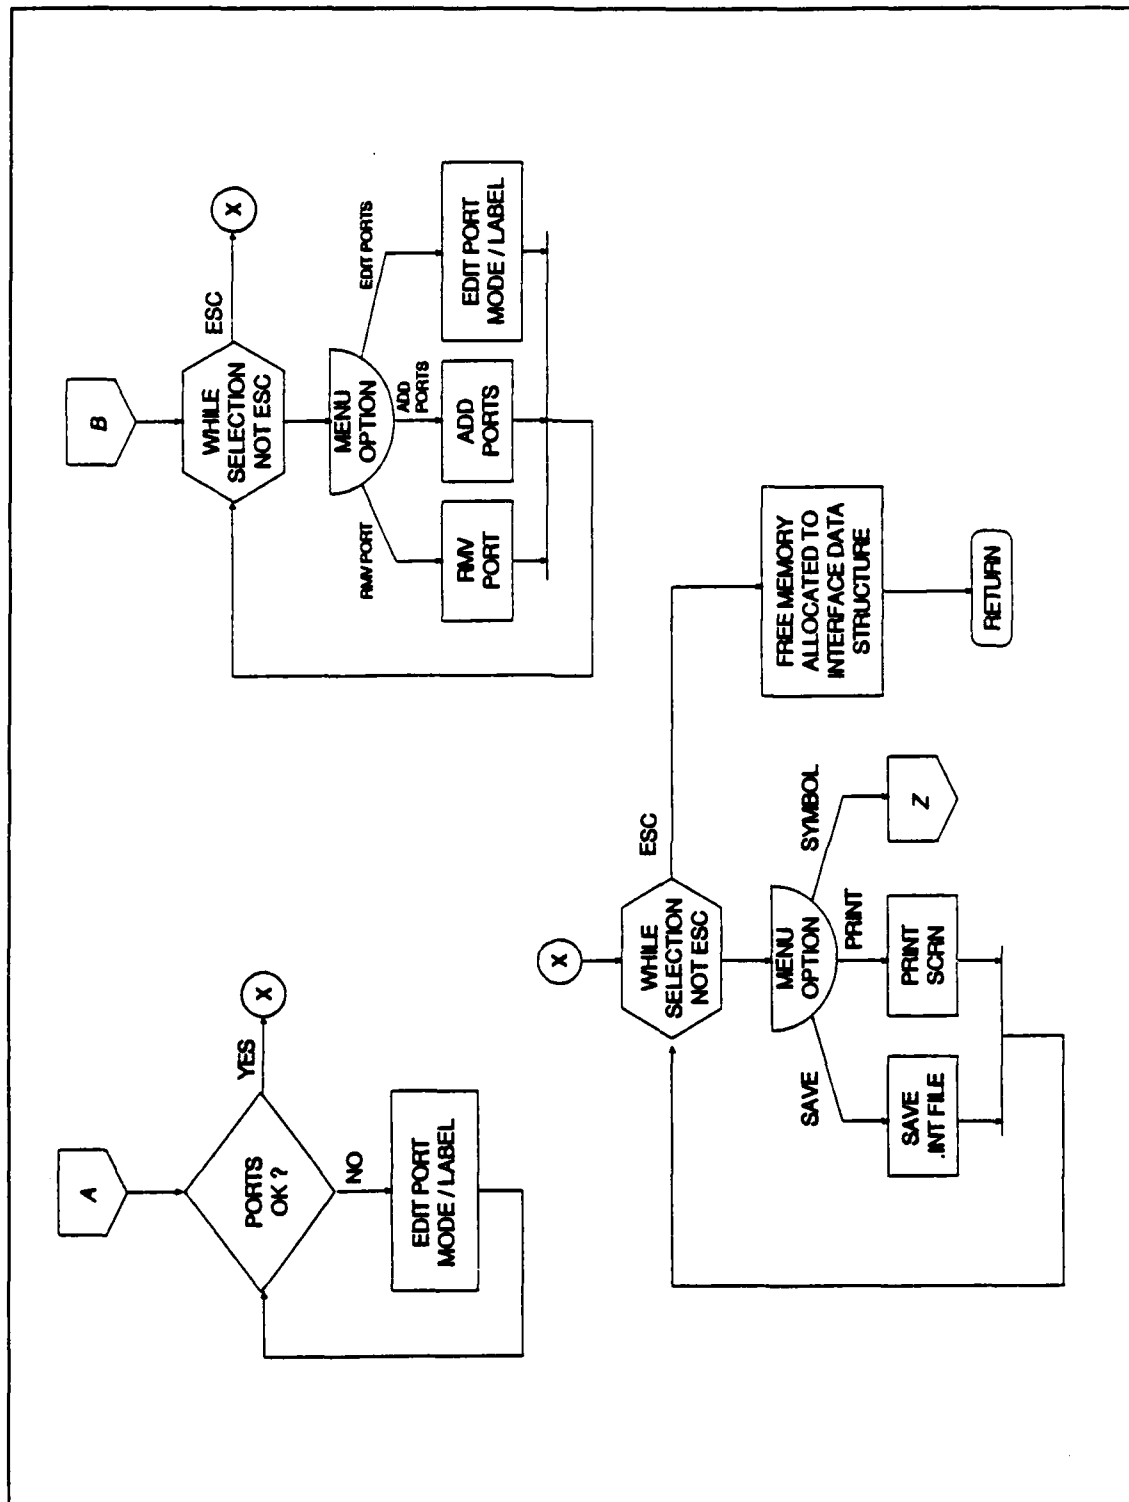 A
PORTS
OK ?
YES
X
NO
EDIT PORT
MODE / LABEL
B
WHILE
SELECTION
NOT ESC
ESC
X
MENU
OPTION
RMV PORT
ADD
PORTS
EDIT PORTS
RMV
PORT
ADD
PORTS
EDIT PORT
MODE / LABEL
X
WHILE
SELECTION
NOT ESC
ESC
MENU
OPTION
SAVE
PRINT
SYMBOL
SAVE
.INT FILE
PRINT
SCRN
Z
FREE MEMORY
ALLOCATED TO
INTERFACE DATA
STRUCTURE
RETURN